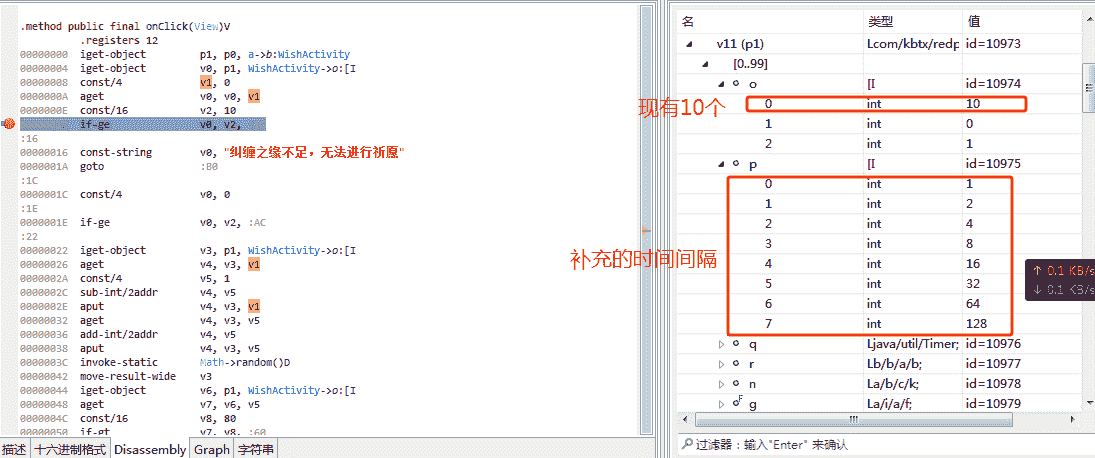 .method public final onClick(View)V
.registers 12
00000000 iget-object p1, p0, a->b:WishActivity
00000004 iget-object v0, p1, WishActivity->o:[I
00000008 const/4 v1, 0
0000000A aget v0, v0, v1
0000000E const/16 v2, 10
if-ge v0, v2,
:16
00000016 const-string v0, "纠缠之缘不足，无法进行祈愿"
0000001A goto :B0
:1C
0000001C const/4 v0, 0
:1E
0000001E if-ge v0, v2, :AC
:22
00000022 iget-object v3, p1, WishActivity->o:[I
00000026 aget v4, v3, v1
0000002A const/4 v5, 1
0000002C sub-int/2addr v4, v5
0000002E aput v4, v3, v1
00000032 aget v4, v3, v5
00000036 add-int/2addr v4, v5
00000038 aput v4, v3, v5
0000003C invoke-static Math->random()D
00000042 move-result-wide v3
00000044 iget-object v6, p1, WishActivity->o:[I
00000048 aget v7, v6, v5
0000004C const/16 v8, 80
00000050 if-gt v7, v8, :60
描述 十六进制格式 Disassembly Graph 字符串
名 类型 值
v11 (p1) Lcom/kbtx/redp id=10973
[0..99]
o [I id=10974
现有10个
0 int 10
1 int 0
2 int 1
p [I id=10975
补充的时间间隔
0 int 1
1 int 2
2 int 4
3 int 8
4 int 16
5 int 32
6 int 64
7 int 128
q Ljava/util/Timer; id=10976
r Lb/b/a/b; id=10977
n La/b/c/k; id=10978
g La/i/a/f; id=10979
↑ 0.1 KB/s
↓ 0.1 KB/s
过滤器：输入"Enter" 来确认